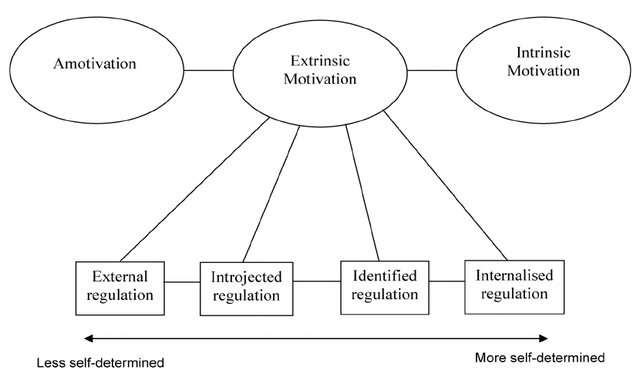 Amotivation
Extrinsic
Motivation
Intrinsic
Motivation
External
regulation
Introjected
regulation
Identified
regulation
Internalised
regulation
Less self-determined
More self-determined